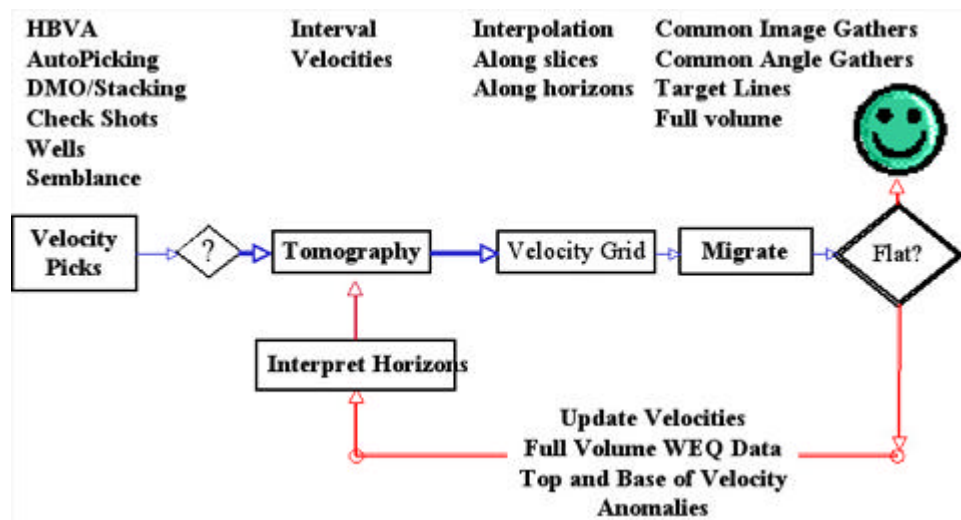 HBVA
AutoPicking
DMO/Stacking
Check Shots
Wells
Semblance
Interval
Velocities
Interpolation
Along slices
Along horizons
Common Image Gathers
Common Angle Gathers
Target Lines
Full volume
Velocity
Picks
?
Tomography
Velocity Grid
Migrate
Flat?
Interpret Horizons
Update Velocities
Full Volume WEQ Data
Top and Base of Velocity
Anomalies